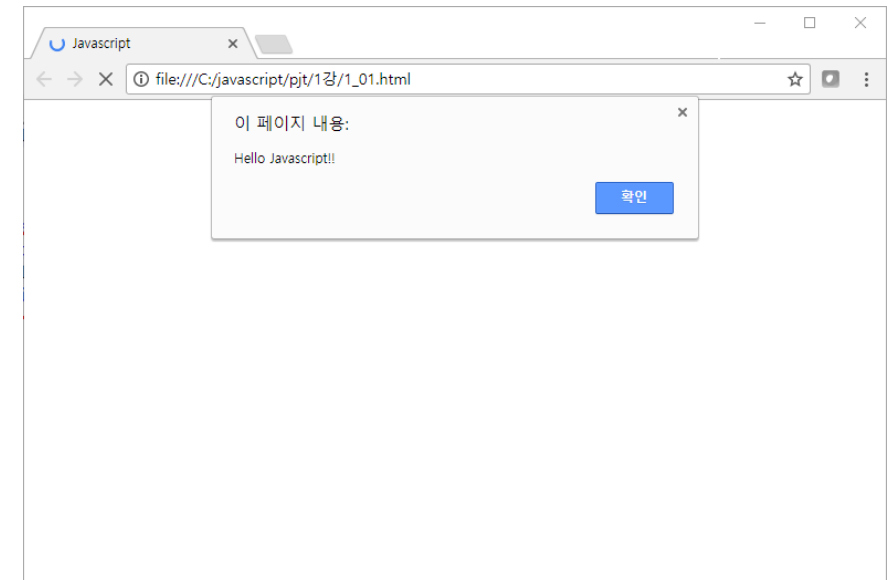 Javascript
file:///C:/javascript/pjt/1강/1_01.html
이 페이지 내용:
Hello Javascript!!
확인